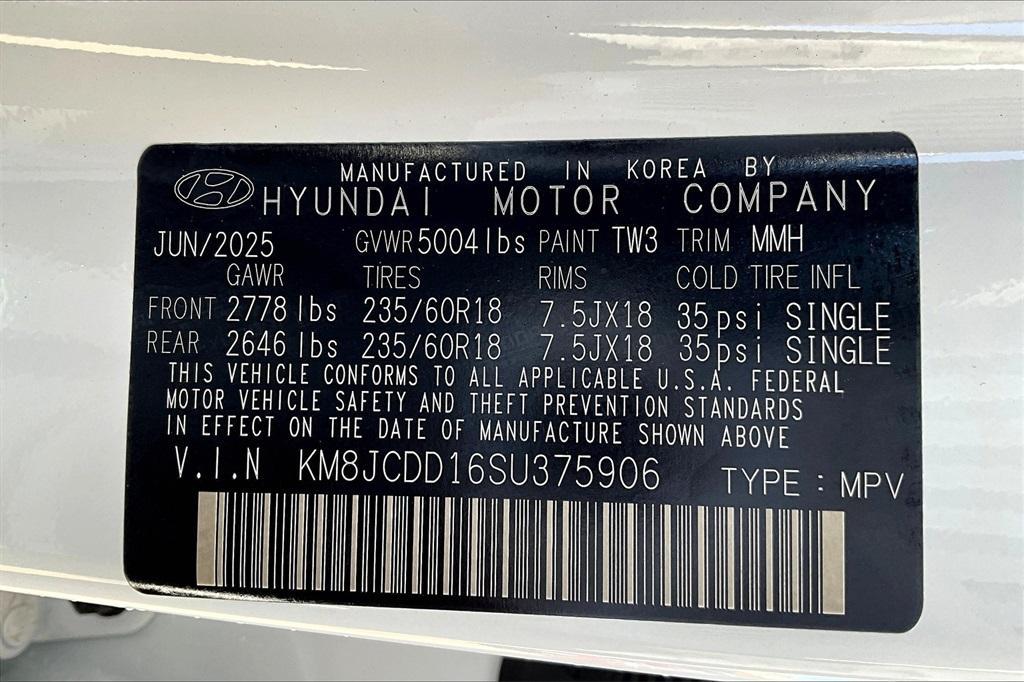 MANUFACTURED IN KOREA BY
HYUNDAI MOTOR COMPANY
JUN/2025 GVWR 5004 lbs PAINT TW3 TRIM MMH
GAWR TIRES RIMS COLD TIRE INFL
FRONT 2778 lbs 235/60R18 7.5JX18 35psi SINGLE
REAR 2646 lbs 235/60R18 7.5JX18 35psi SINGLE
THIS VEHICLE CONFORMS TO ALL APPLICABLE U.S.A. FEDERAL
MOTOR VEHICLE SAFETY AND THEFT PREVENTION STANDARDS
IN EFFECT ON THE DATE OF MANUFACTURE SHOWN ABOVE
V.I.N KM8JCDD16SU375906 TYPE : MPV